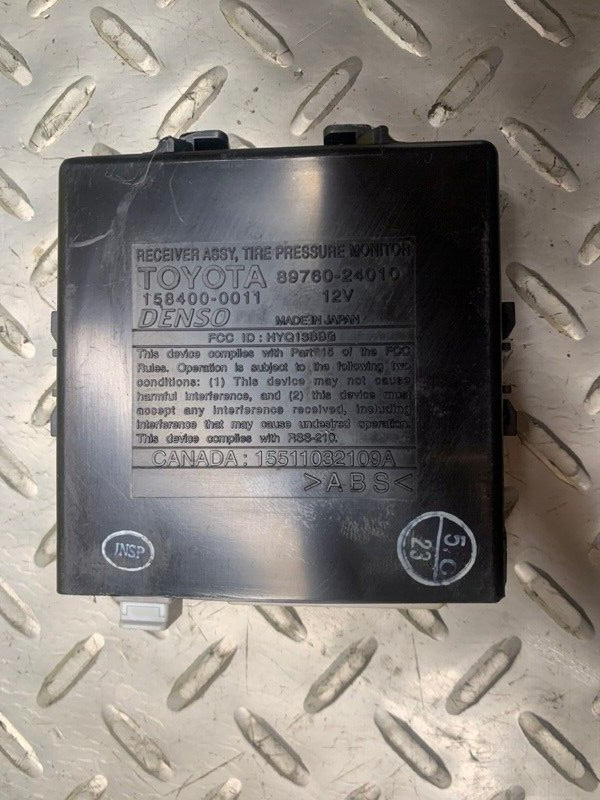 RECEIVER ASSY, TIRE PRESSURE MONITOR
TOYOTA 89760-24010
158400-0011 12V
DENSO MADE IN JAPAN
FCC ID : HYQ13BBG
This device complies with Part 15 of the FCC
Rules. Operation is subject to the following two
conditions: (1) This device may not cause
harmful interference, and (2) this device must
accept any interference received, including
interference that may cause undesired operation.
This device complies with RSS-210.
CANADA : 15511032109A
>ABS<
INSP
5.C
23